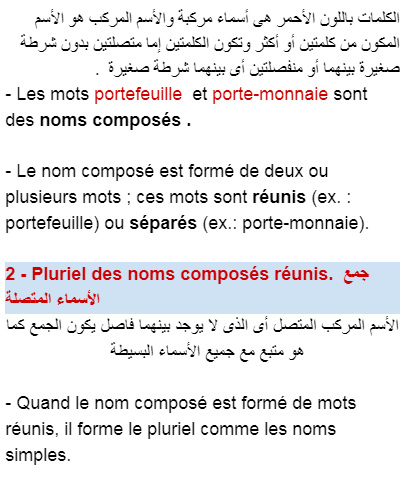 الكلمات باللون الأحمر هى أسماء مركبة والأسم المركب هو الأسم
المكون من كلمتين أو أكثر وتكون الكلمتين إما متصلتين بدون شرطة
صغيرة بينهما أو منفصلتين أى بينهما شرطة صغيرة .
- Les mots portefeuille et porte-monnaie sont
des noms composés .
- Le nom composé est formé de deux ou
plusieurs mots ; ces mots sont réunis (ex. :
portefeuille) ou séparés (ex.: porte-monnaie).
2 - Pluriel des noms composés réunis. جمع
الأسماء المتصلة
الأسم المركب المتصل أى الذى لا يوجد بينهما فاصل يكون الجمع كما
هو متبع مع جميع الأسماء البسيطة
- Quand le nom composé est formé de mots
réunis, il forme le pluriel comme les noms
simples.